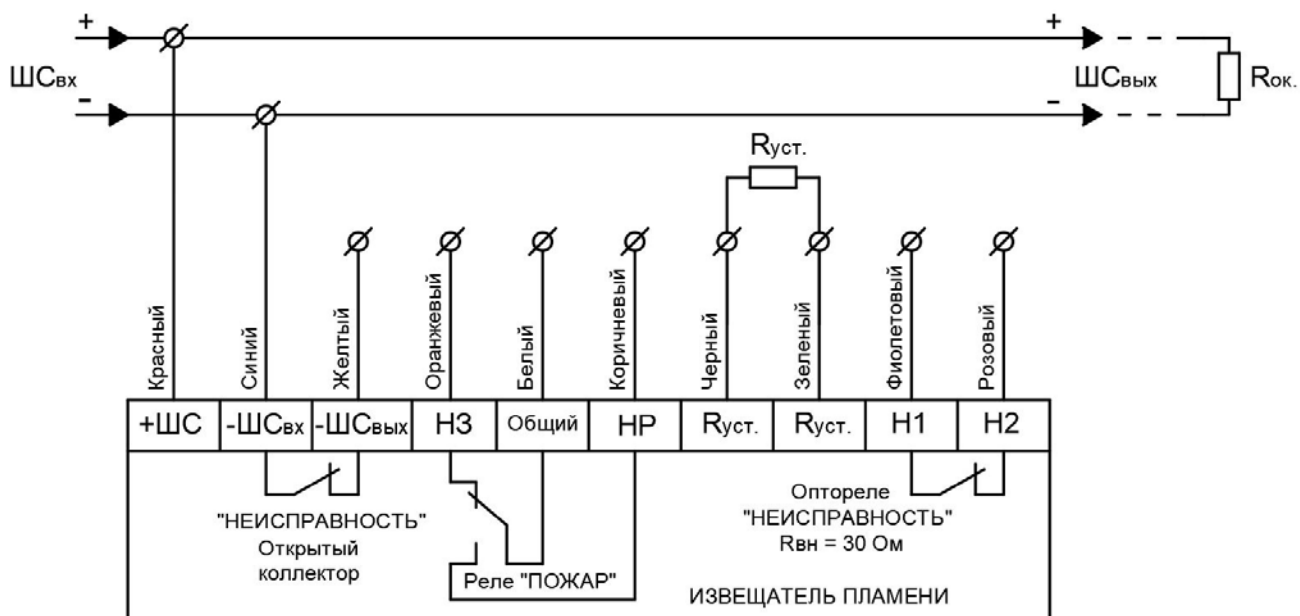 + +
ШСвх ШСвых Rок.
- -
Rуст.
Красный
Синий
Желтый
Оранжевый
Белый
Коричневый
Черный
Зеленый
Фиолетовый
Розовый
+ШС -ШСвх -ШСвых НЗ Общий НР Rуст. Rуст. Н1 Н2
"НЕИСПРАВНОСТЬ"
Открытый
коллектор
Реле "ПОЖАР"
Оптореле
"НЕИСПРАВНОСТЬ"
Rвн = 30 Ом
ИЗВЕЩАТЕЛЬ ПЛАМЕНИ